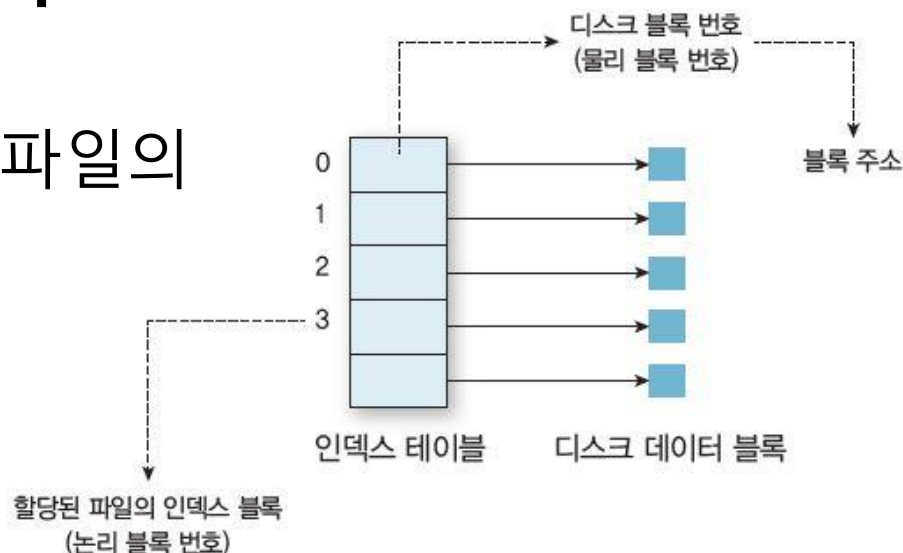 디스크 블록 번호
(물리 블록 번호)
파일의
블록 주소
0
1
2
3
인덱스 테이블
디스크 데이터 블록
할당된 파일의 인덱스 블록
(논리 블록 번호)